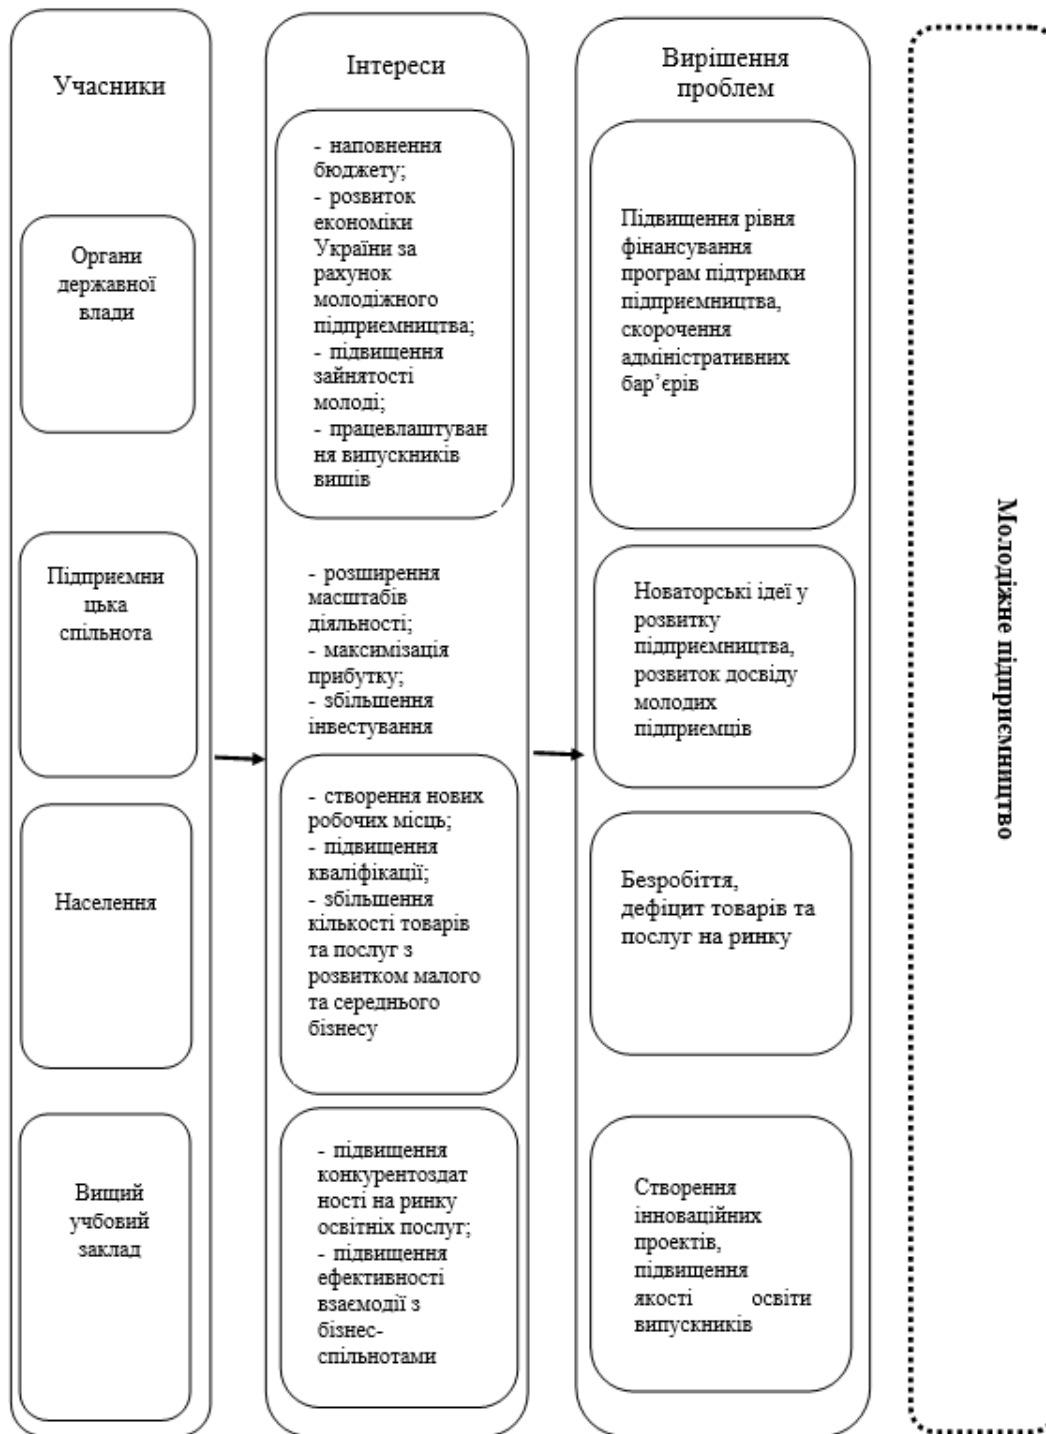 Учасники
Органи
державної
влади
Підприємни
цька
спільнота
Населення
Вищий
учбовий
заклад
Інтереси
- наповнення
бюджету;
- розвиток
економіки
України за
рахунок
молодіжного
підприємництва;
- підвищення
зайнятості
молоді;
- працевлаштуван
ня випускників
вишів
- розширення
масштабів
діяльності;
- максимізація
прибутку;
- збільшення
інвестування
- створення нових
робочих місць;
- підвищення
кваліфікації;
- збільшення
кількості товарів
та послуг з
розвитком малого
та середнього
бізнесу
- підвищення
конкурентоздат
ності на ринку
освітніх послуг;
- підвищення
ефективності
взаємодії з
бізнес-
спільнотами
Вирішення
проблем
Підвищення рівня
фінансування
програм підтримки
підприємництва,
скорочення
адміністративних
бар’єрів
Новаторські ідеї у
розвитку
підприємництва,
розвиток досвіду
молодих
підприємців
Безробіття,
дефіцит товарів та
послуг на ринку
Створення
інноваційних
проектів,
підвищення
якості освіти
випускників
Молодіжне підприємництво